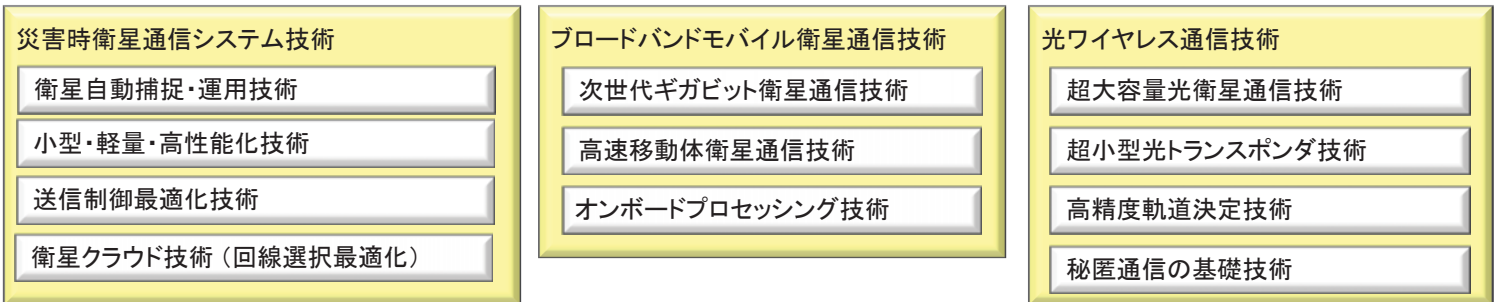 災害時衛星通信システム技術
衛星自動捕捉・運用技術
小型・軽量・高性能化技術
送信制御最適化技術
衛星クラウド技術（回線選択最適化）
ブロードバンドモバイル衛星通信技術
次世代ギガビット衛星通信技術
高速移動体衛星通信技術
オンボードプロセッシング技術
光ワイヤレス通信技術
超大容量光衛星通信技術
超小型光トランスポンダ技術
高精度軌道決定技術
秘匿通信の基礎技術